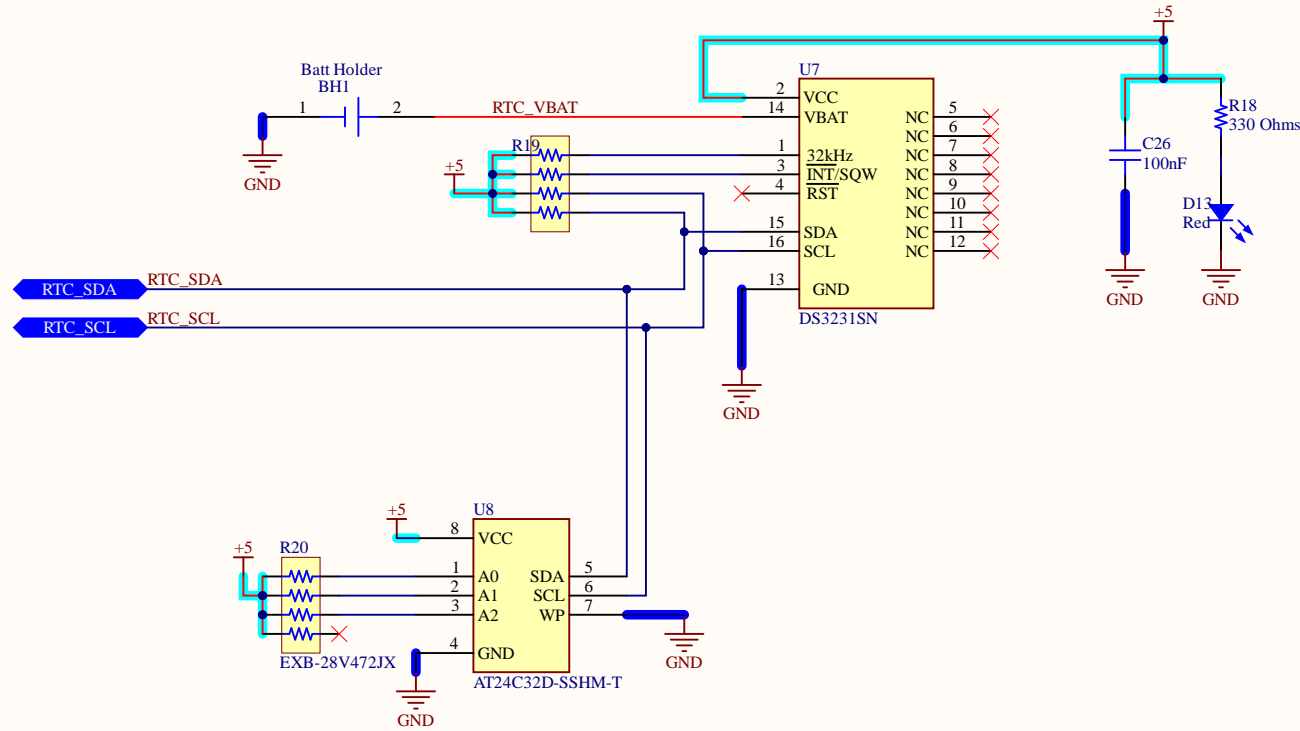 +5
Batt Holder
BH1
U7
1
2
RTC_VBAT
2
VCC
14
VBAT
NC
5
NC
6
R18
330 Ohms
R19
1
32kHz
NC
7
C26
100nF
+5
3
INT/SQW
NC
8
4
RST
NC
9
GND
NC
10
D13
Red
15
SDA
NC
11
16
SCL
NC
12
RTC_SDA
RTC_SDA
13
GND
GND
GND
RTC_SCL
RTC_SCL
DS3231SN
GND
U8
+5
8
VCC
+5
R20
1
A0
SDA
5
2
A1
SCL
6
3
A2
WP
7
4
GND
GND
EXB-28V472JX
AT24C32D-SSHM-T
GND